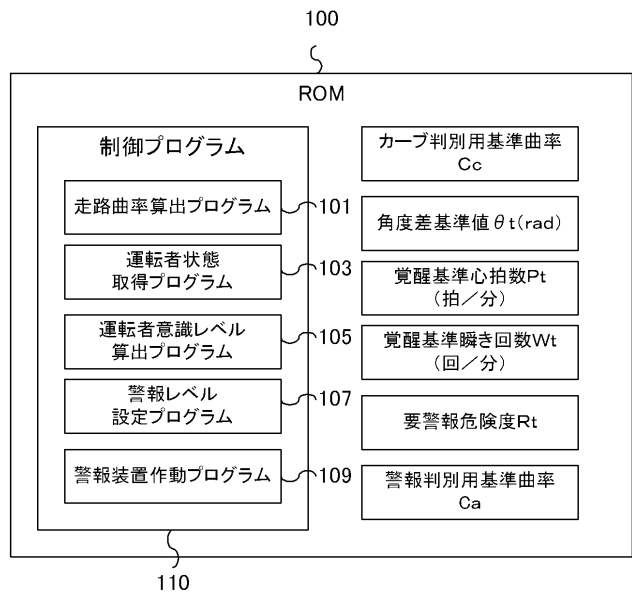 100
ROM
制御プログラム
走路曲率算出プログラム
101
運転者状態
取得プログラム
103
運転者意識レベル
算出プログラム
105
警報レベル
設定プログラム
107
警報装置作動プログラム
109
110
カーブ判別用基準曲率
Cc
角度差基準値θt(rad)
覚醒基準心拍数Pt
(拍/分)
覚醒基準瞬き回数Wt
(回/分)
要警報危険度Rt
警報判別用基準曲率
Ca